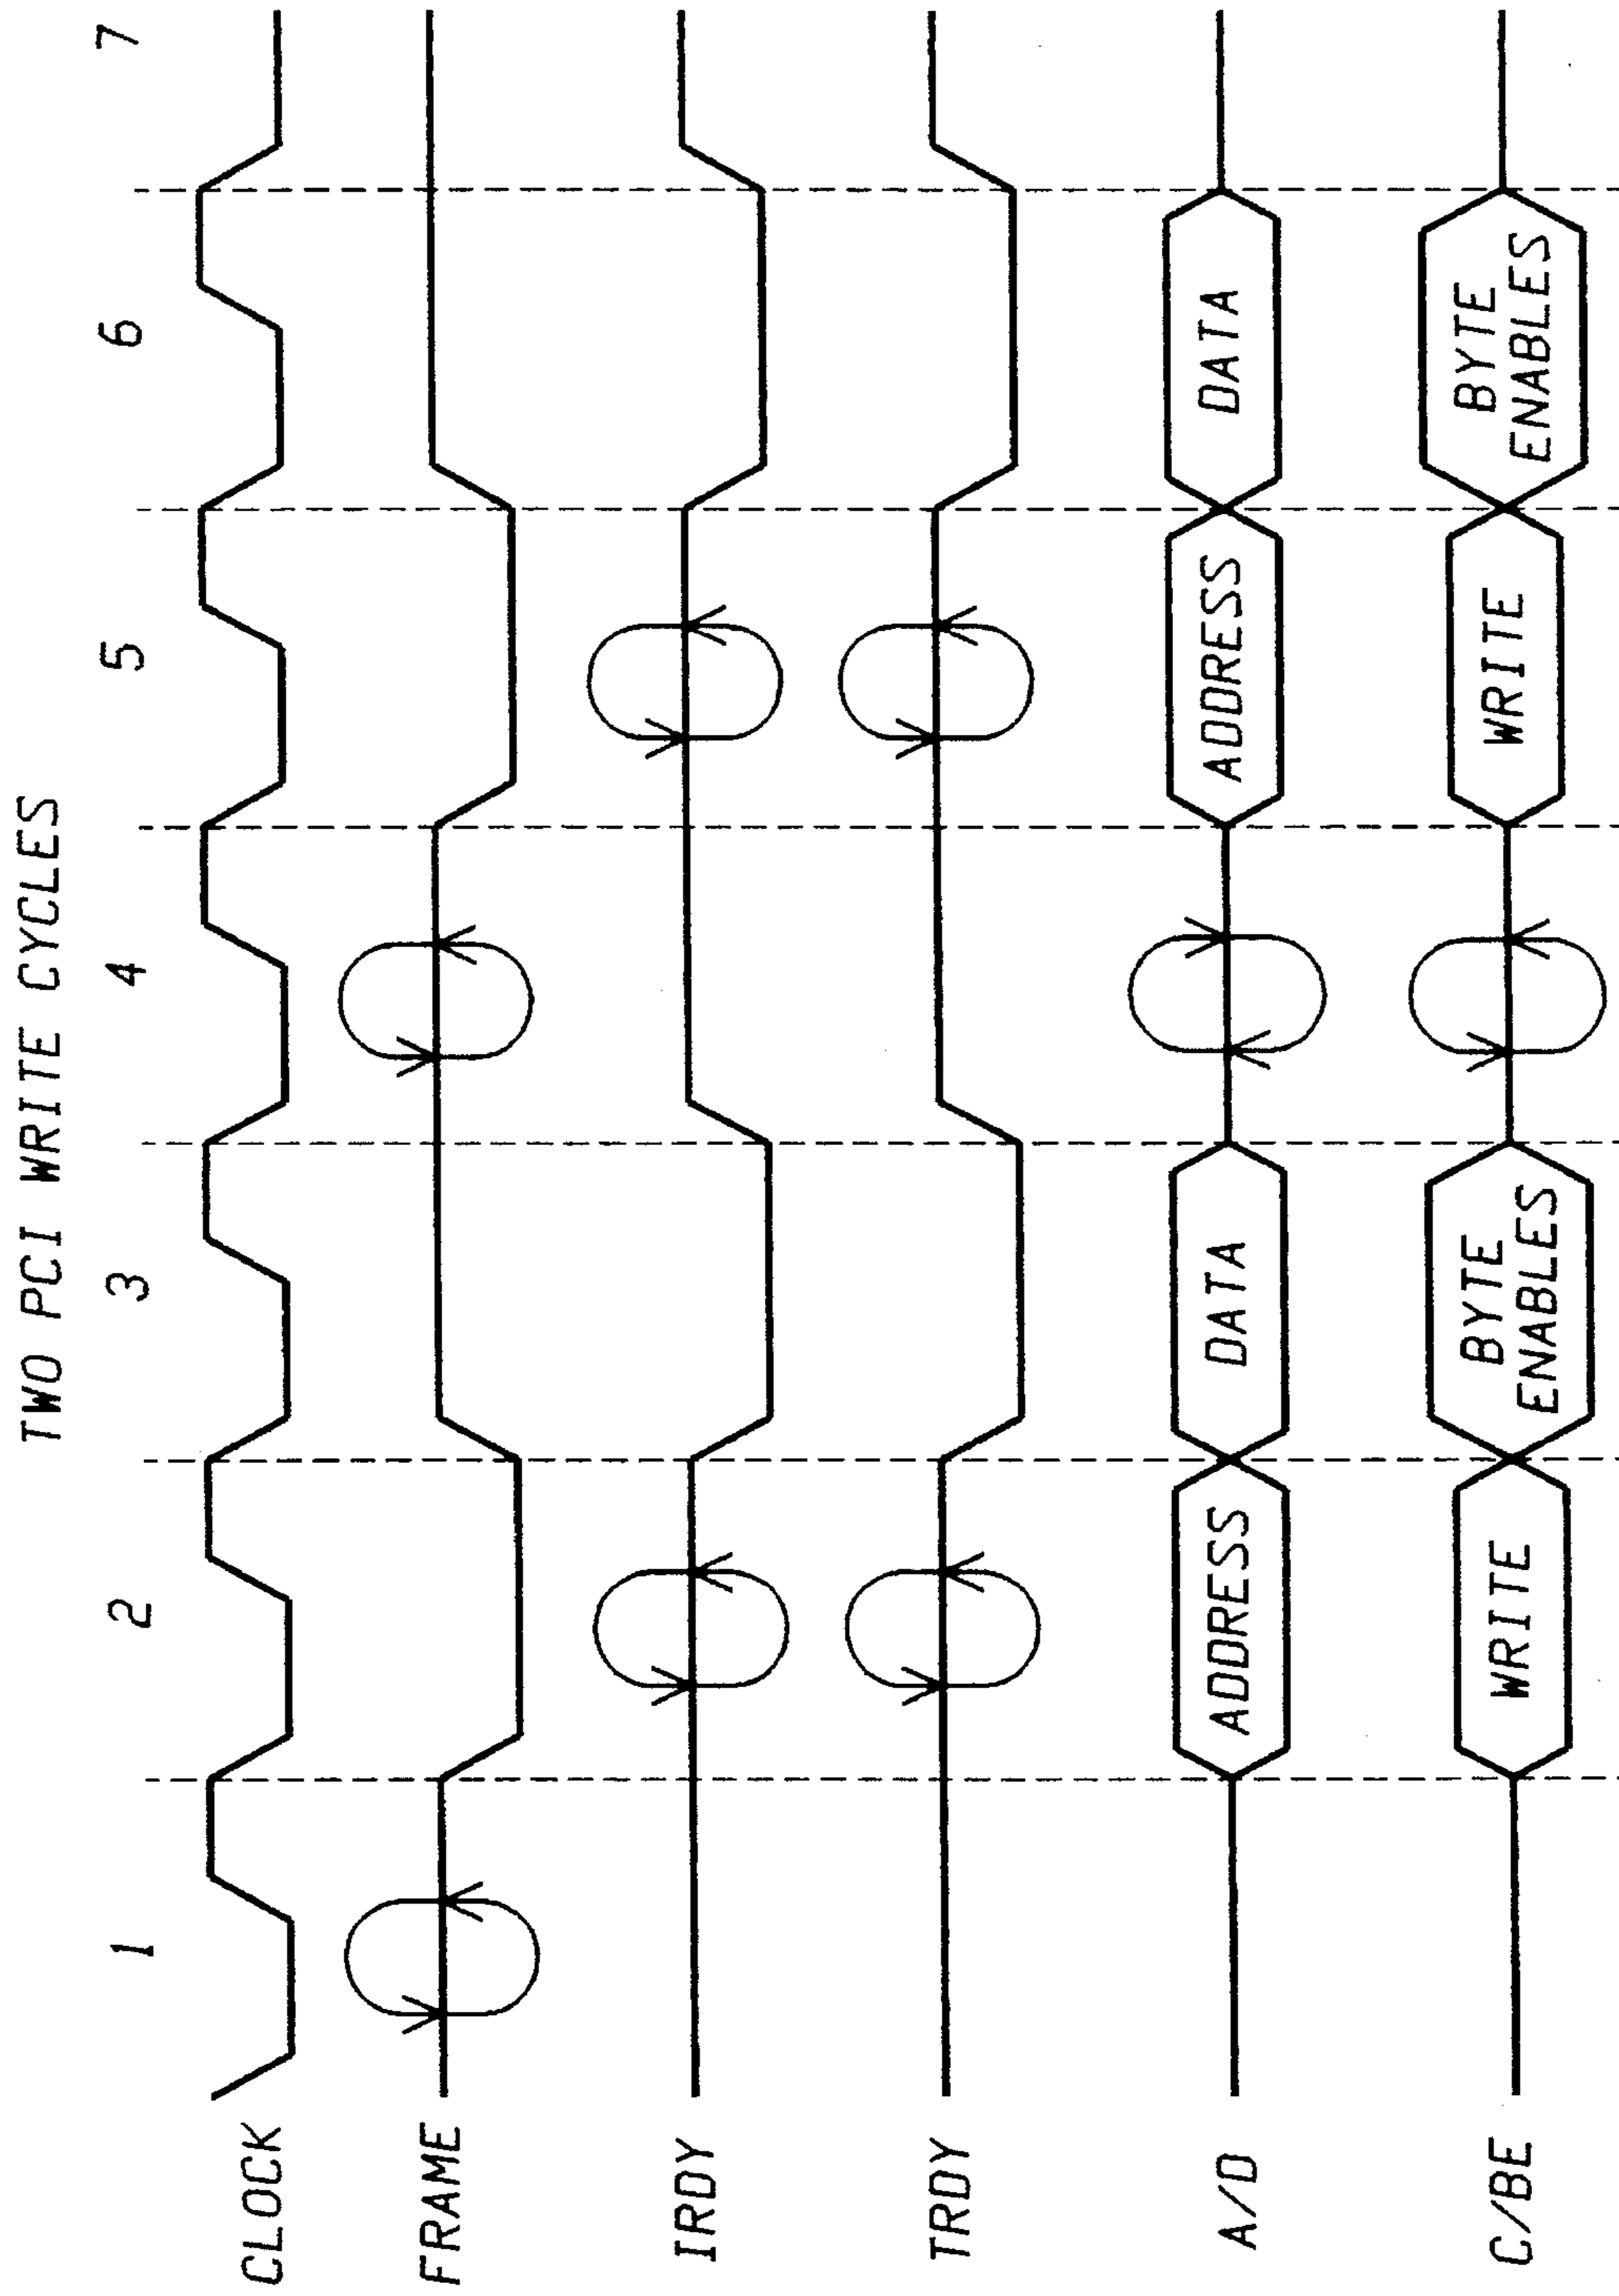 TWO PCI WRITE CYCLES
1 2 3 4 5 6 7
CLOCK
FRAME
IRDY
TRDY
A/D ADDRESS DATA ADDRESS DATA
C/BE WRITE BYTE ENABLES WRITE BYTE ENABLES